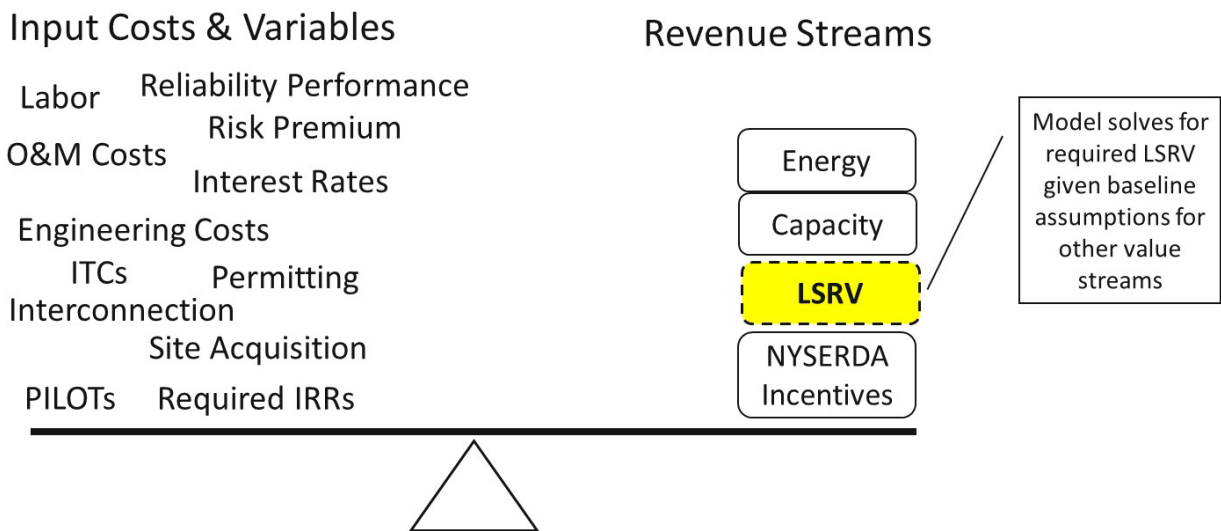 Input Costs & Variables
Labor
Reliability Performance
Risk Premium
O&M Costs
Interest Rates
Engineering Costs
ITCs
Permitting
Interconnection
Site Acquisition
PILOTs
Required IRRs
Revenue Streams
Energy
Capacity
LSRV
NYSERDA
Incentives
Model solves for
required LSRV
given baseline
assumptions for
other value
streams